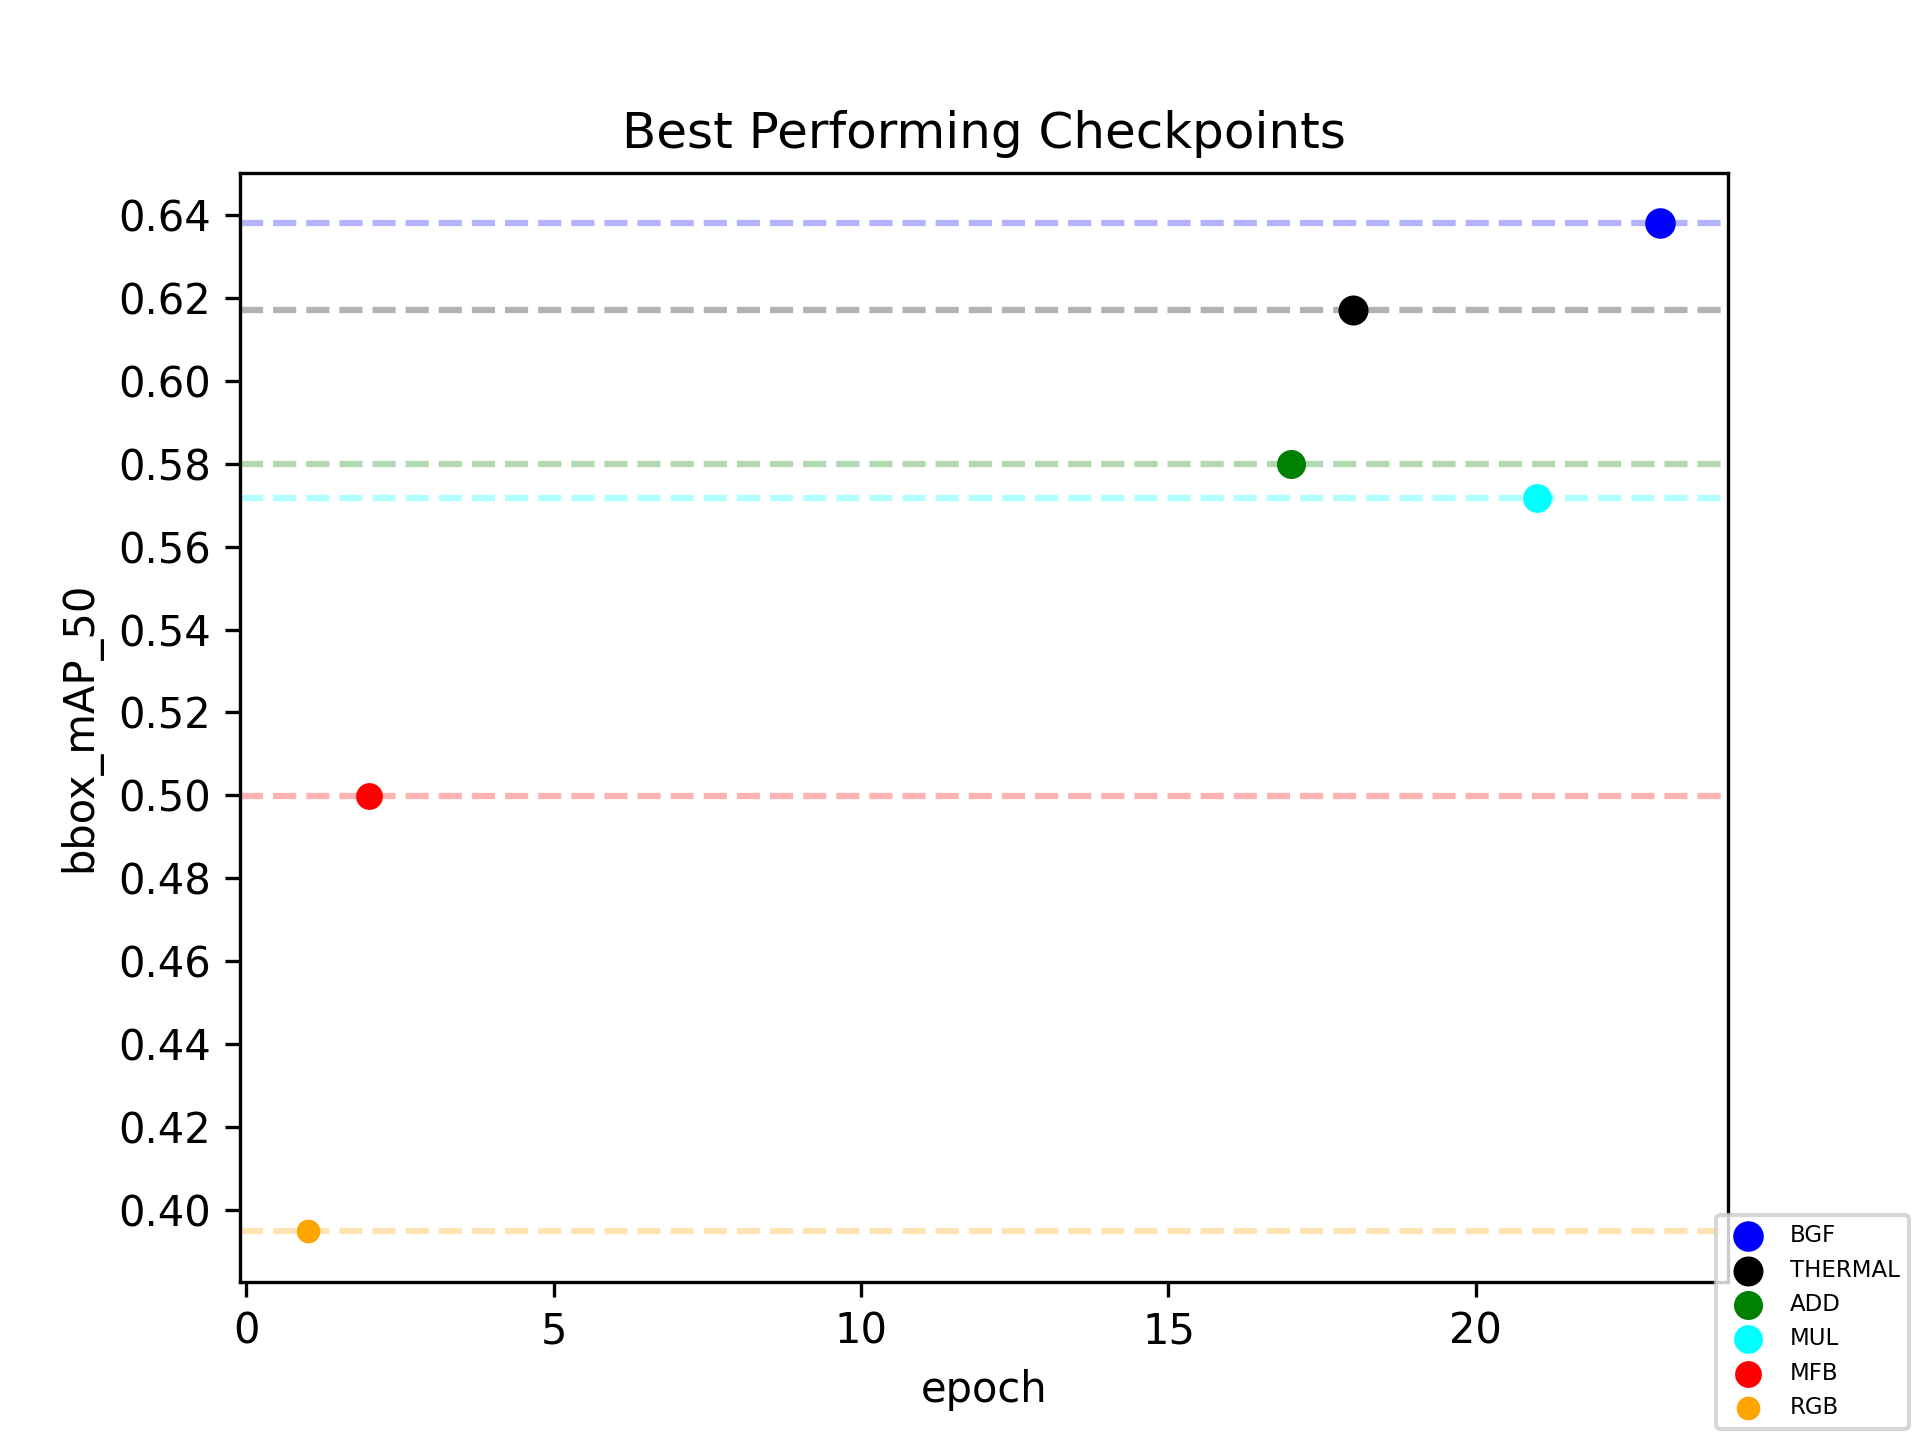 Best Performing Checkpoints
bbox_mAP_50
0.64
0.62
0.60
0.58
0.56
0.54
0.52
0.50
0.48
0.46
0.44
0.42
0.40
0 5 10 15 20
epoch
BGF
THERMAL
ADD
MUL
MFB
RGB